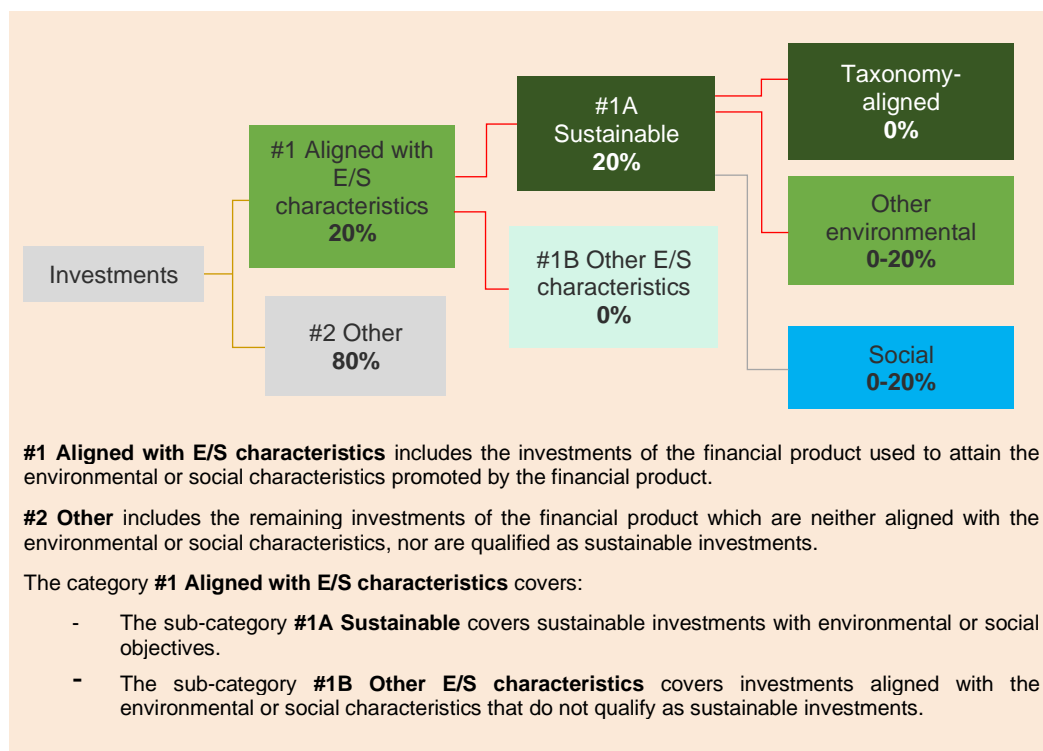 Investments
#1 Aligned with
E/S
characteristics
20%
#2 Other
80%
#1A
Sustainable
20%
#1B Other E/S
characteristics
0%
Taxonomy-
aligned
0%
Other
environmental
0-20%
Social
0-20%
#1 Aligned with E/S characteristics includes the investments of the financial product used to attain the
environmental or social characteristics promoted by the financial product.
#2 Other includes the remaining investments of the financial product which are neither aligned with the
environmental or social characteristics, nor are qualified as sustainable investments.
The category #1 Aligned with E/S characteristics covers:
- The sub-category #1A Sustainable covers sustainable investments with environmental or social
objectives.
- The sub-category #1B Other E/S characteristics covers investments aligned with the
environmental or social characteristics that do not qualify as sustainable investments.